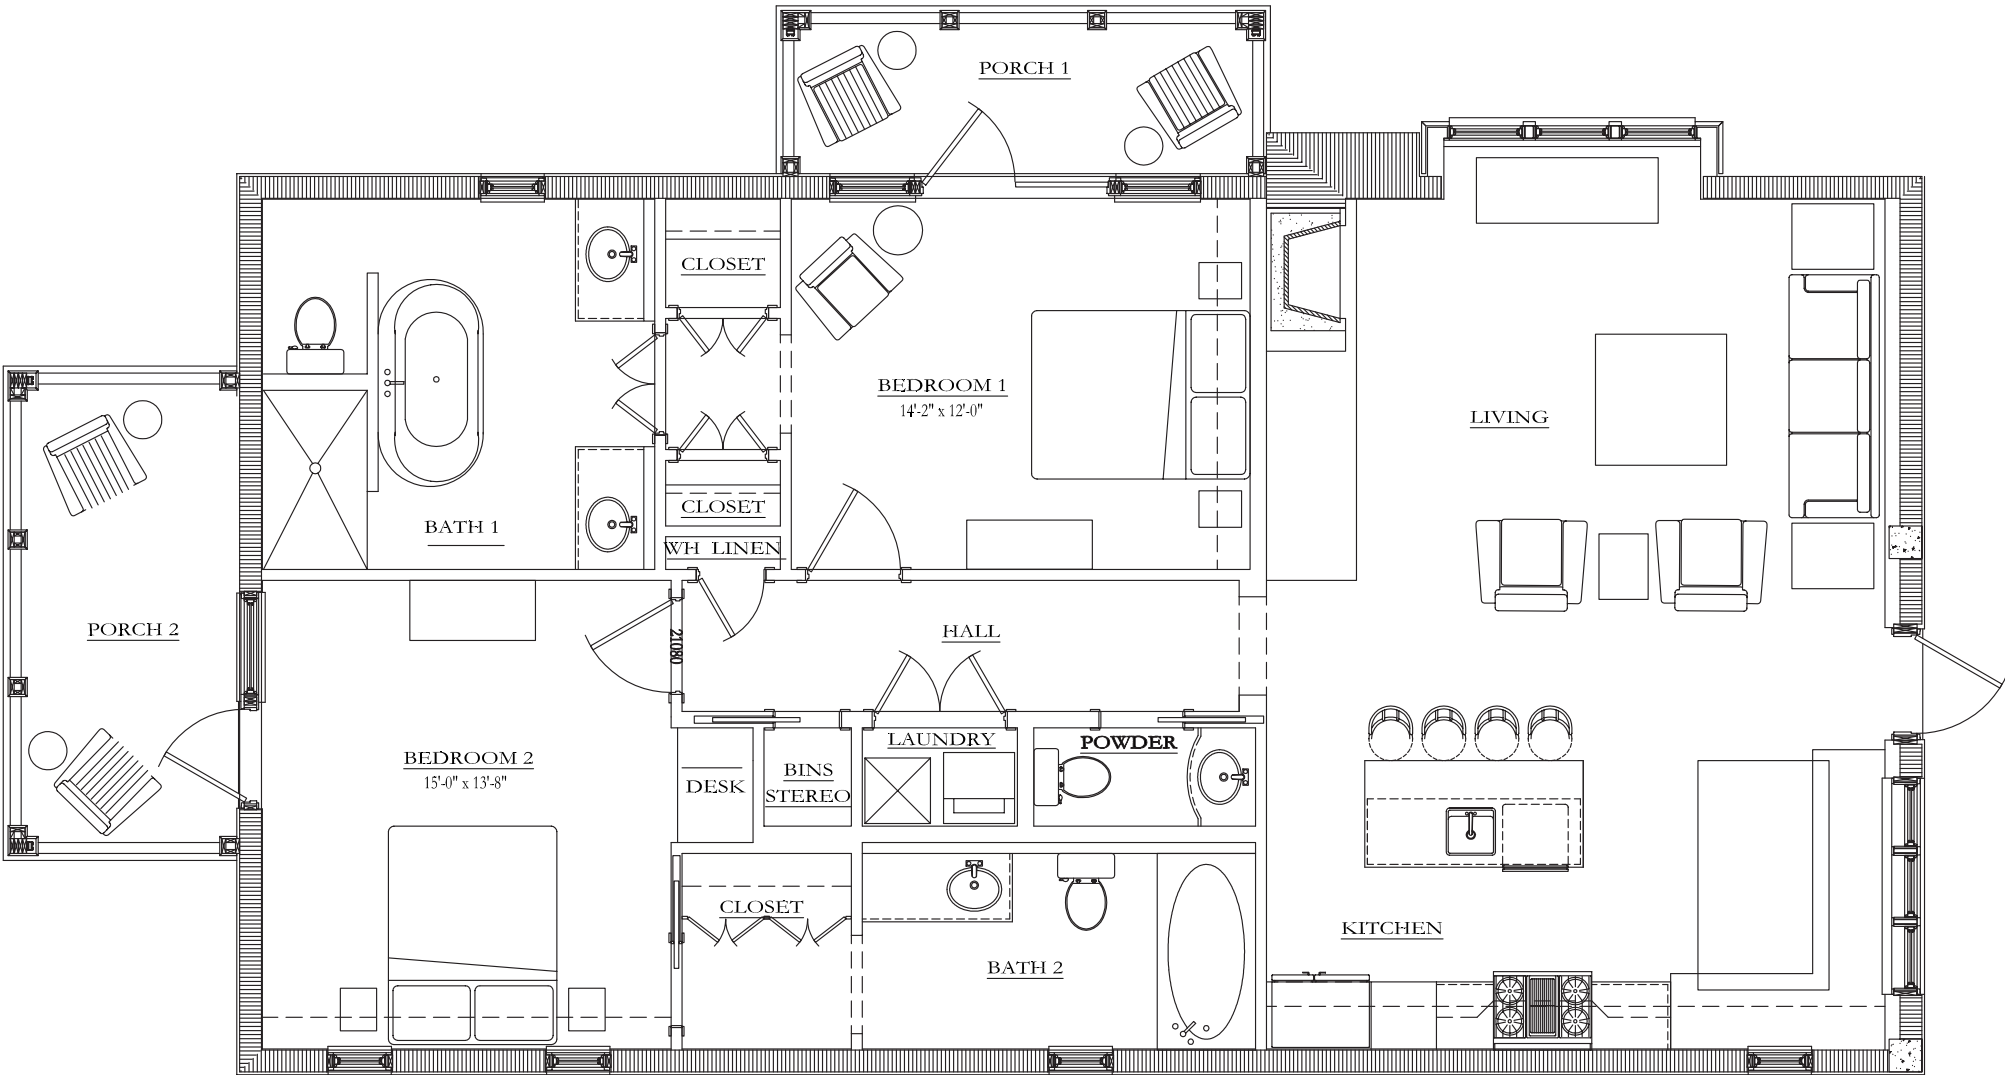 PORCH 1
CLOSET
BEDROOM 1
14'-2" x 12'-0"
LIVING
CLOSET
BATH 1
WH LINEN
PORCH 2
HALL
21080
LAUNDRY
POWDER
BEDROOM 2
15'-0" x 13'-8"
DESK
BINS
STEREO
CLOSET
KITCHEN
BATH 2